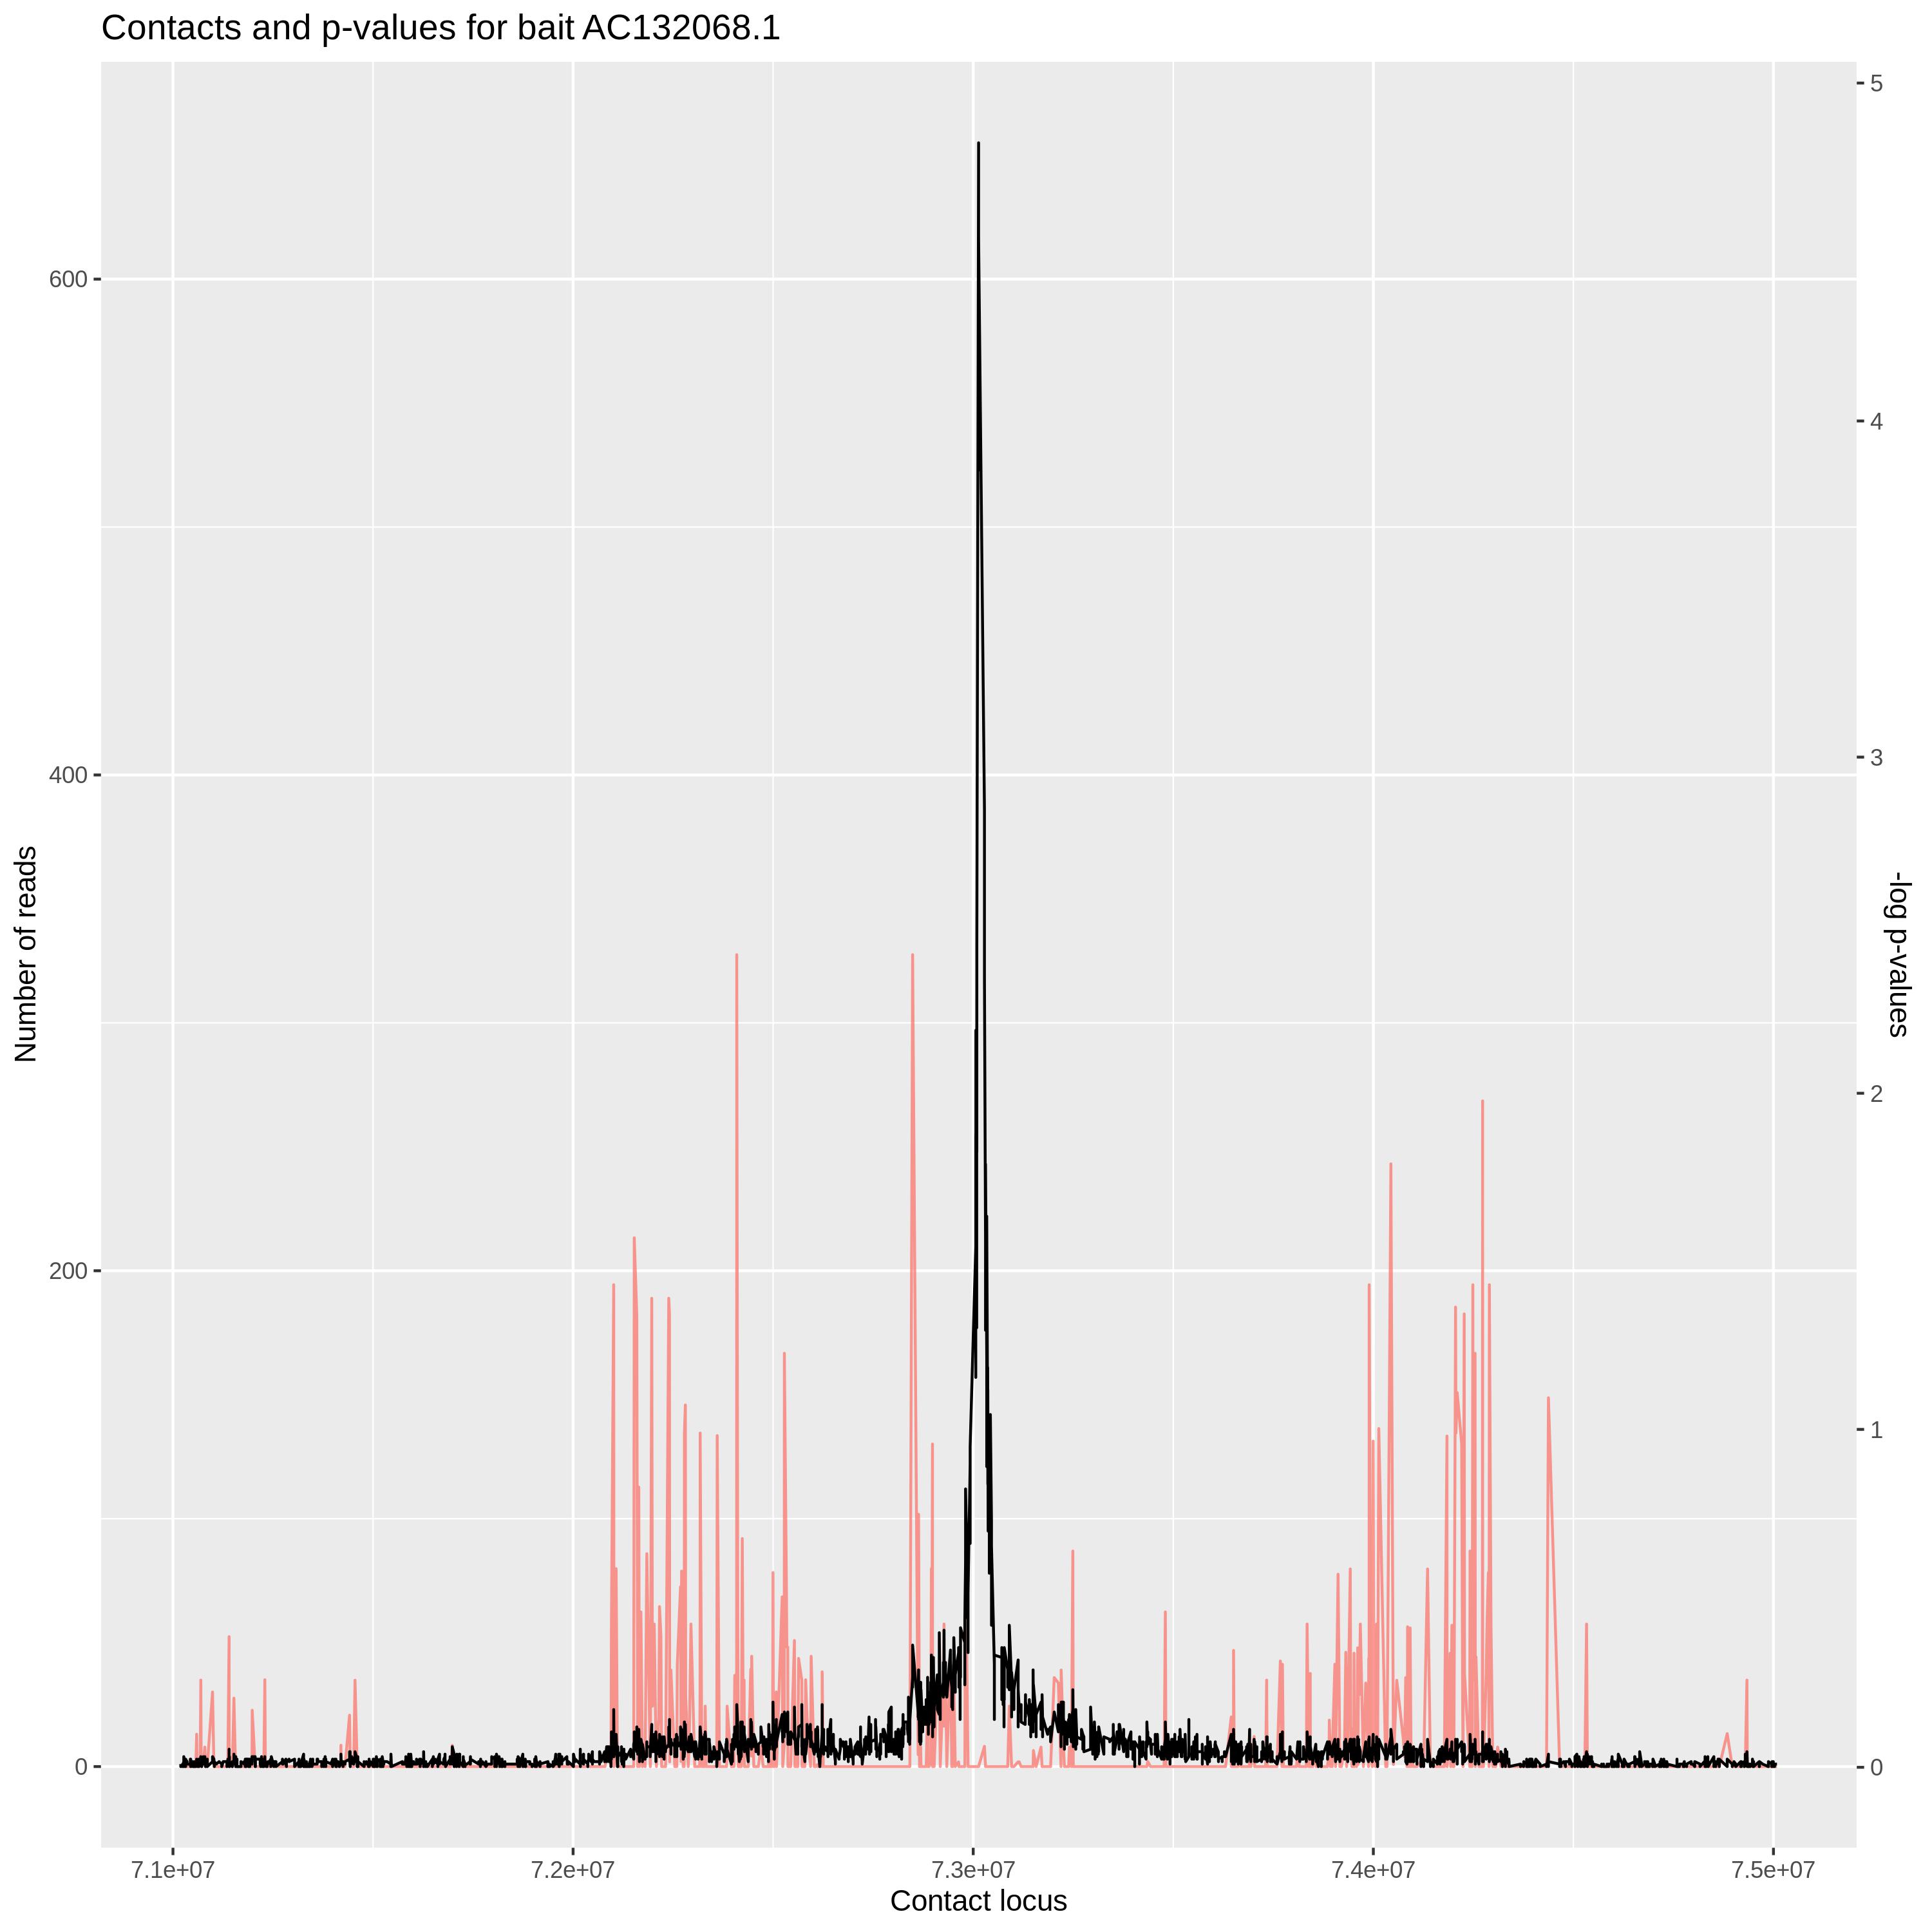 Contacts and p-values for bait AC132068.1
Number of reads
600
400
200
0
5
4
3
2
1
0
-log p-values
7.1e+07
7.2e+07
7.3e+07
7.4e+07
7.5e+07
Contact locus